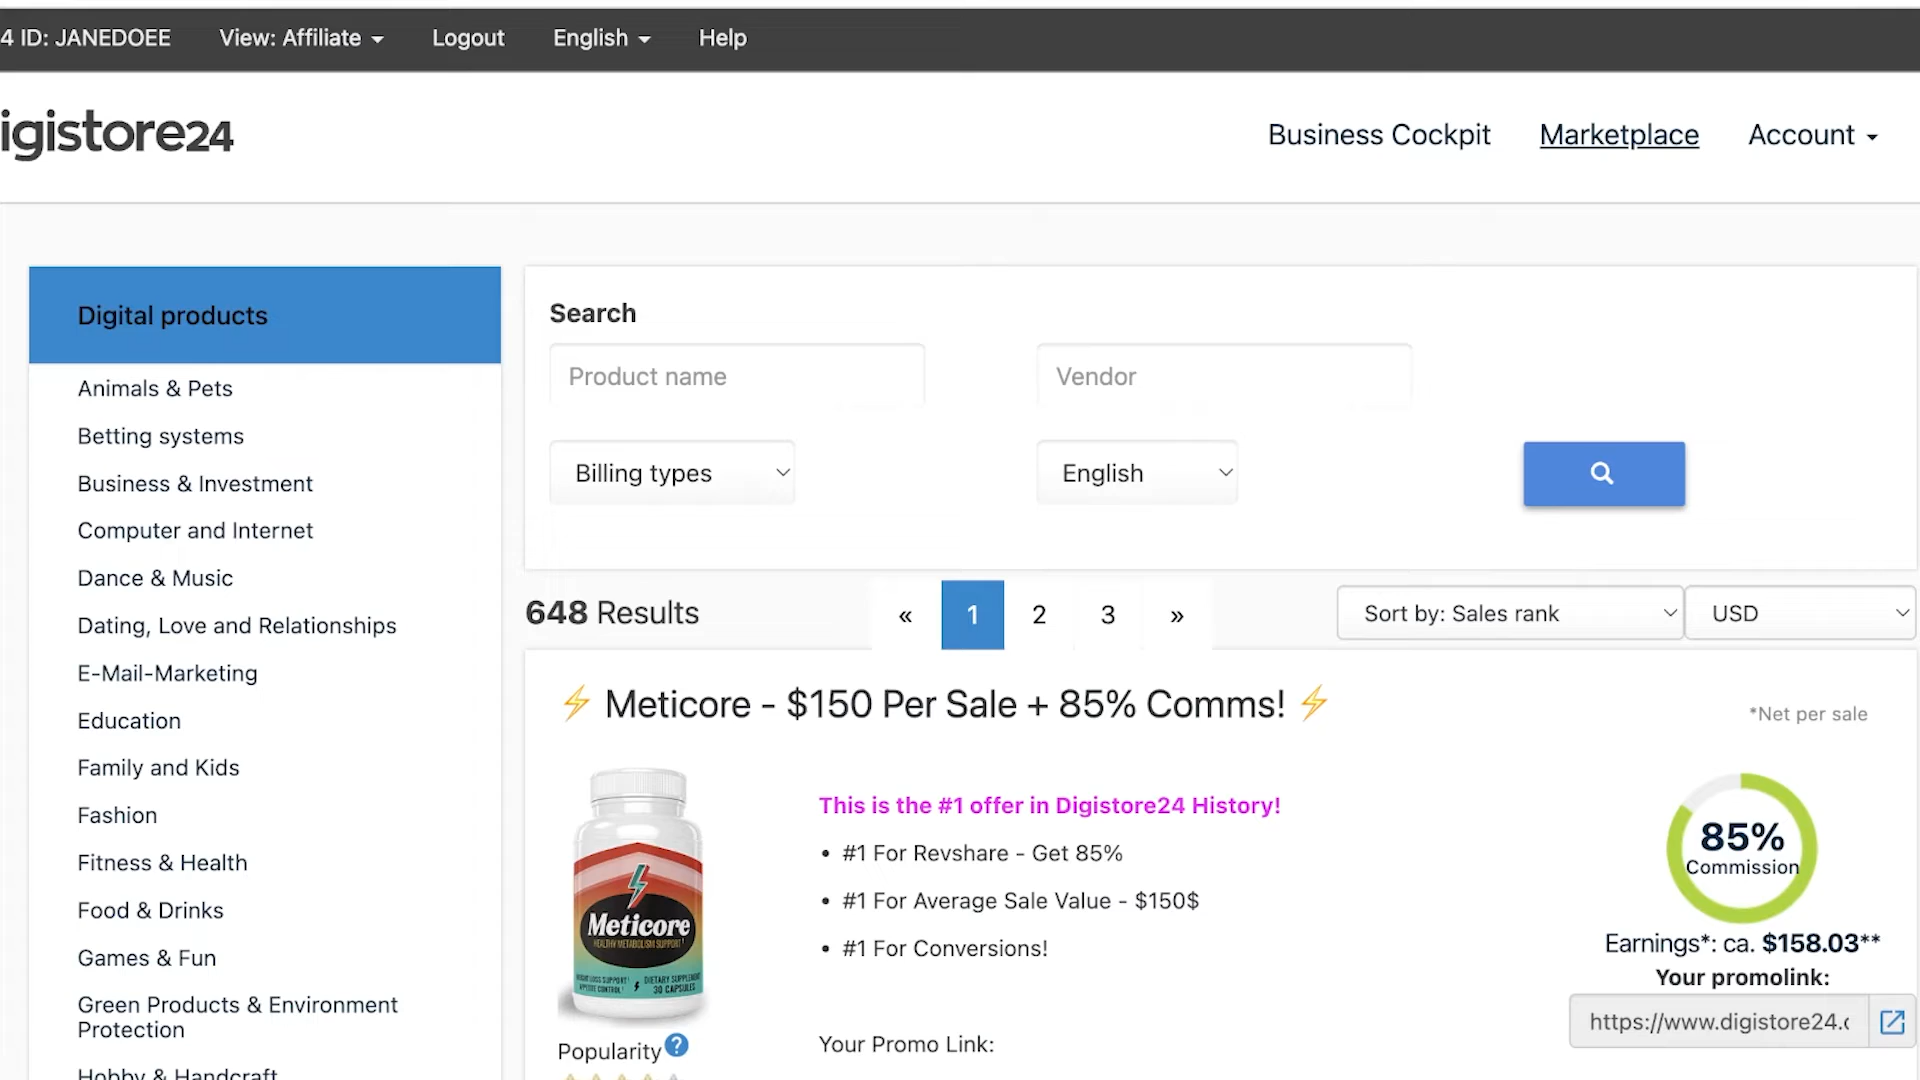 4 ID: JANEDOEE View: Affiliate Logout English Help
igistore24
Business Cockpit Marketplace Account
Digital products
Animals & Pets
Betting systems
Business & Investment
Computer and Internet
Dance & Music
Dating, Love and Relationships
E-Mail-Marketing
Education
Family and Kids
Fashion
Fitness & Health
Food & Drinks
Games & Fun
Green Products & Environment
Protection
Hobby & Handcraft
Search
Product name Vendor
Billing types English
648 Results « 1 2 3 » Sort by: Sales rank USD
⚡ Meticore - $150 Per Sale + 85% Comms! ⚡
*Net per sale
This is the #1 offer in Digistore24 History!
• #1 For Revshare - Get 85%
• #1 For Average Sale Value - $150$
• #1 For Conversions!
Your Promo Link:
Meticore
HEALTHY METABOLISM SUPPORT
DIETARY SUPPLEMENT
APPETITE CONTROL
30 CAPSULES
Popularity ?
85%
Commission
Earnings*: ca. $158.03**
Your promolink:
https://www.digistore24.c